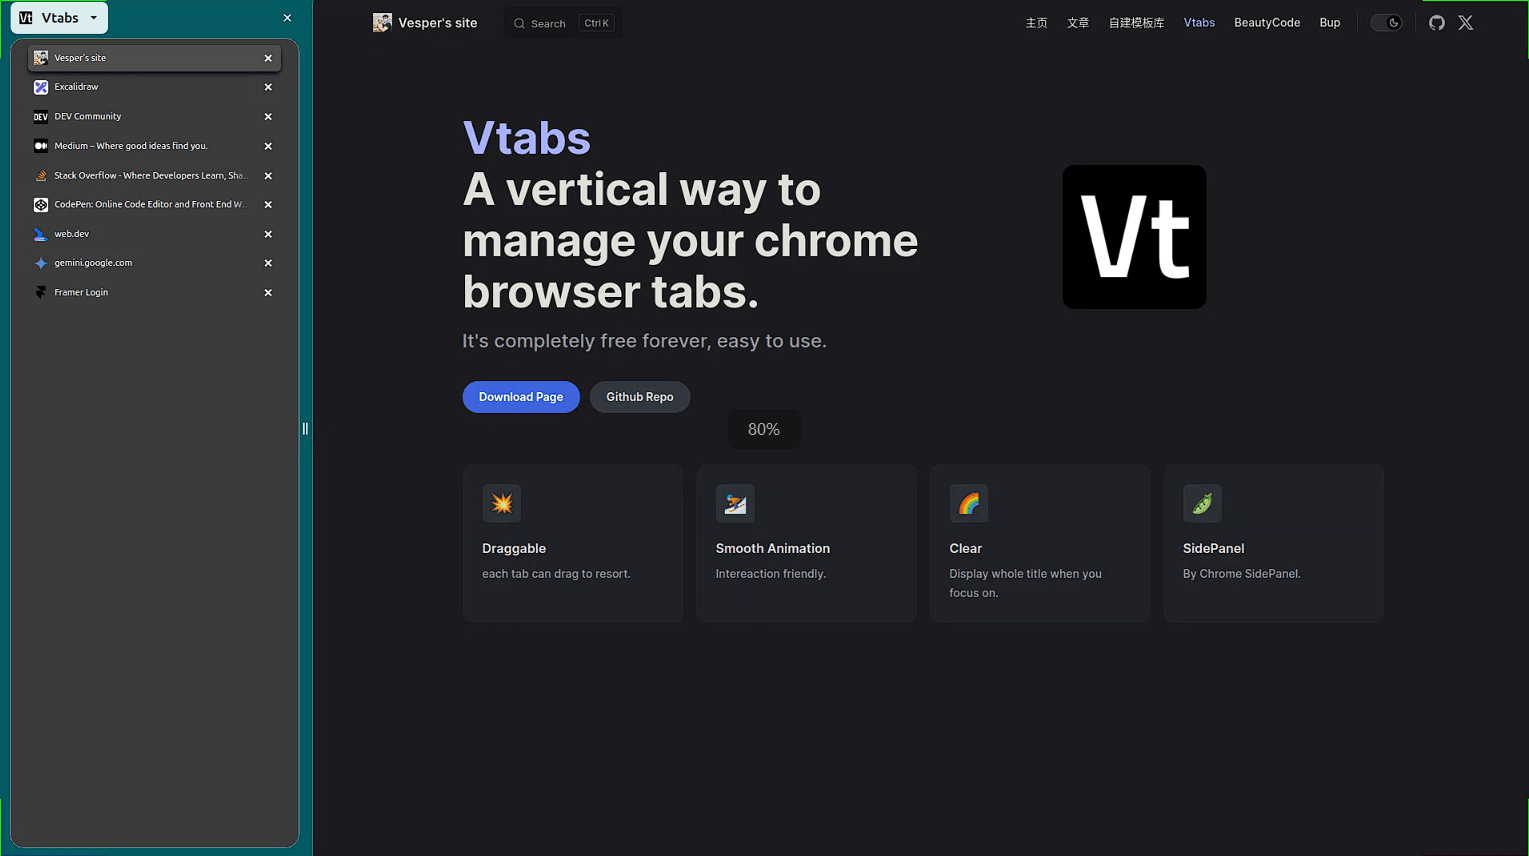 Vt Vtabs
Vesper's site
Excalidraw
DEV DEV Community
Medium – Where good ideas find you.
Stack Overflow - Where Developers Learn, Sha...
CodePen: Online Code Editor and Front End W...
web.dev
gemini.google.com
Framer Login
Vesper's site Search Ctrl K 主页 文章 自建模板库 Vtabs BeautyCode Bup
Vtabs
A vertical way to
manage your chrome
browser tabs.
Vt
It's completely free forever, easy to use.
Download Page Github Repo
80%
Draggable
each tab can drag to resort.
Smooth Animation
Intereaction friendly.
Clear
Display whole title when you
focus on.
SidePanel
By Chrome SidePanel.